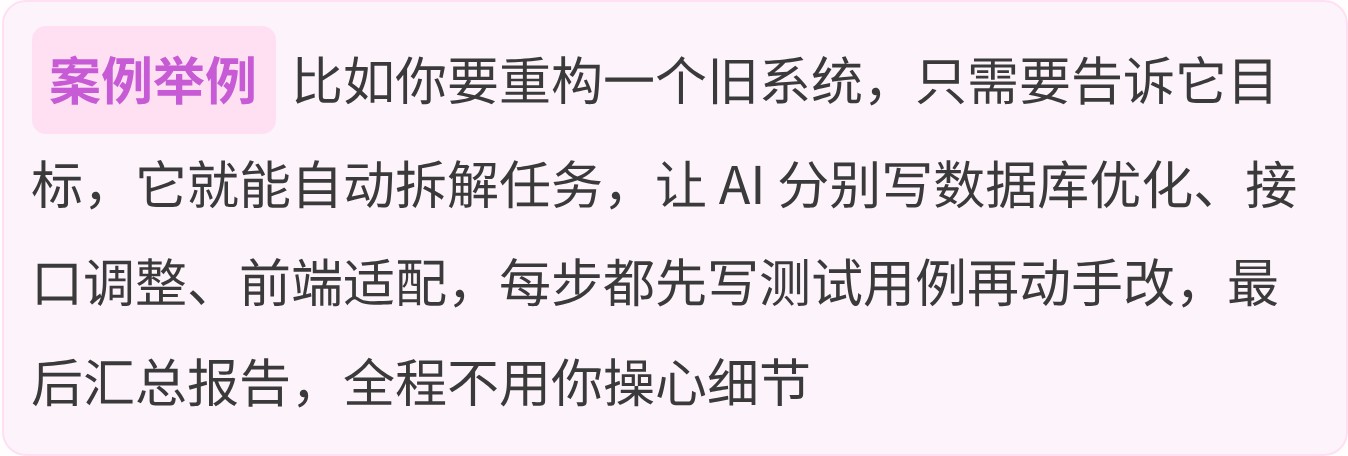 案例举例 比如你要重构一个旧系统，只需要告诉它目
标，它就能自动拆解任务，让 AI 分别写数据库优化、接
口调整、前端适配，每步都先写测试用例再动手改，最
后汇总报告，全程不用你操心细节